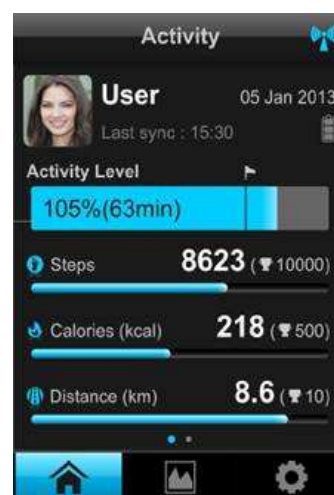 Activity
User
05 Jan 2013
Last sync : 15:30
Activity Level
105%(63min)
Steps 8623 (10000)
Calories (kcal) 218 (500)
Distance (km) 8.6 (10)